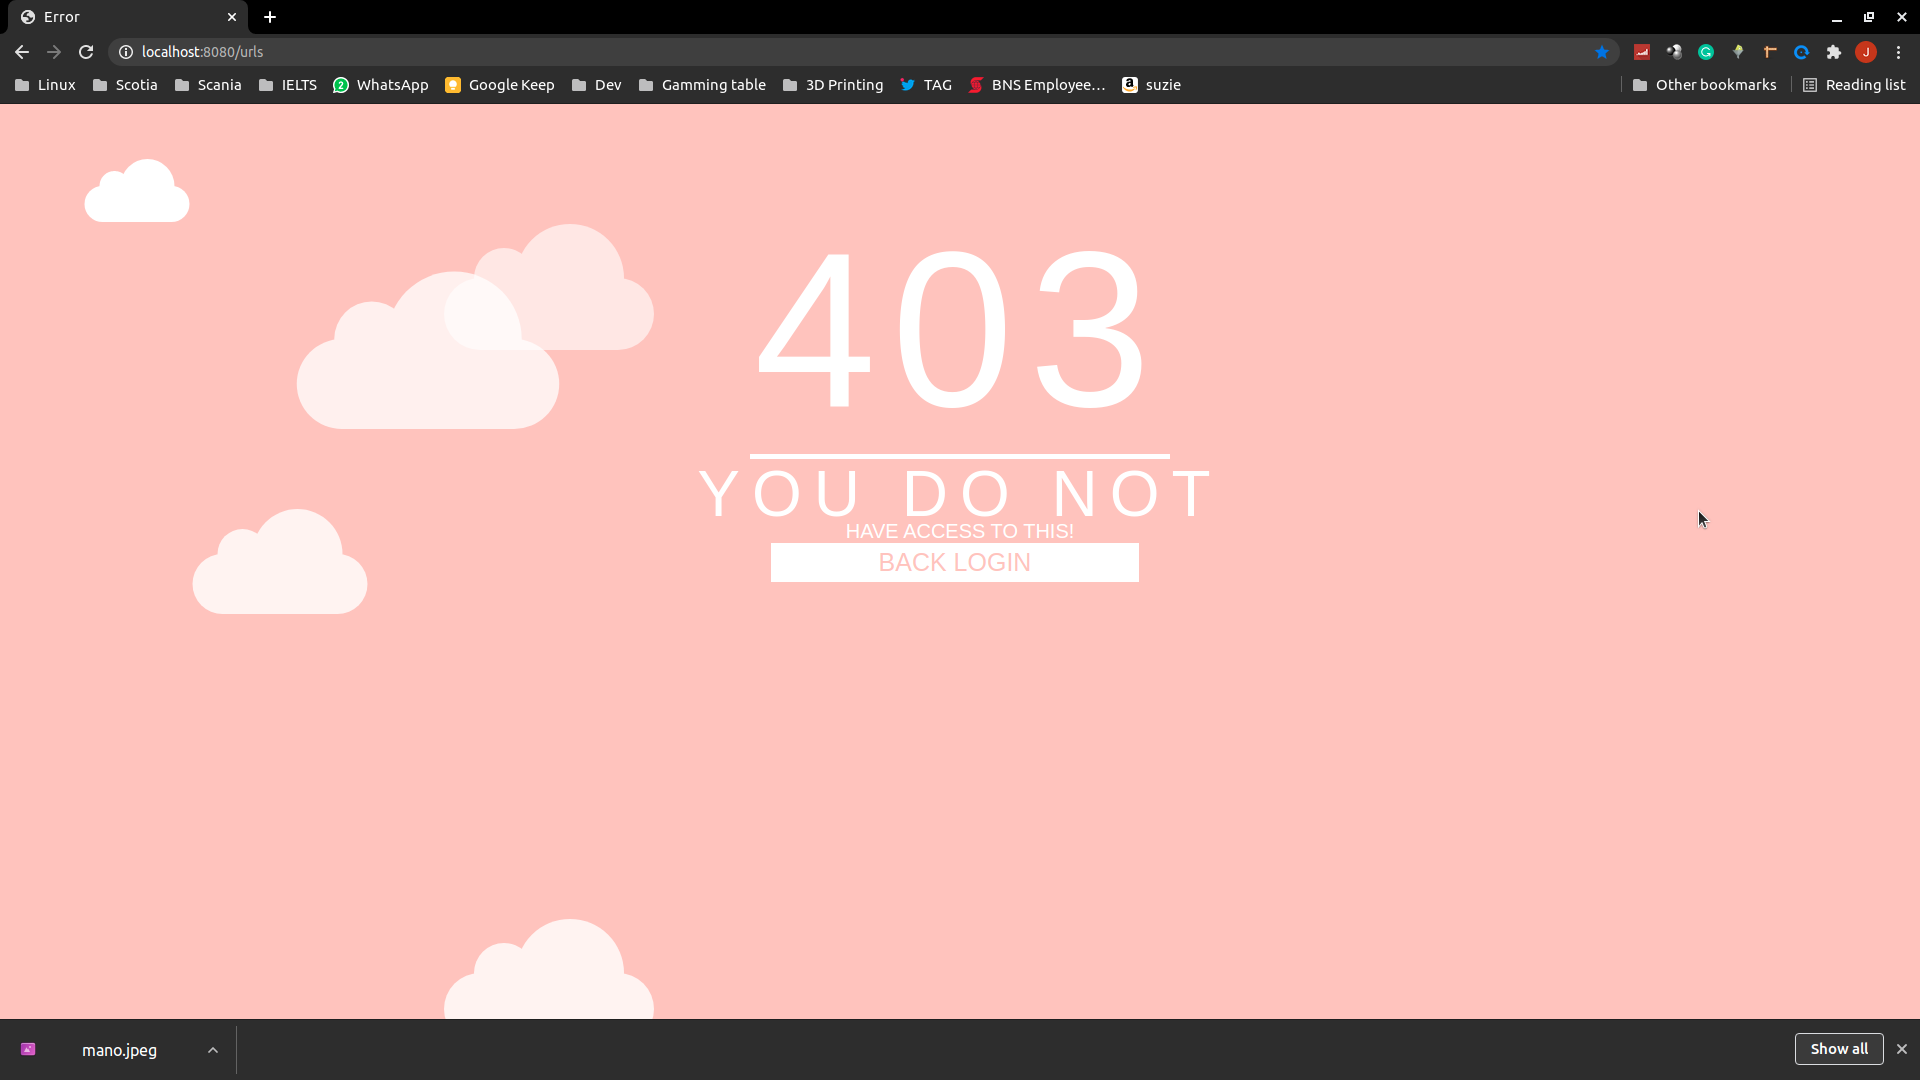 Error
localhost:8080/urls
J
Linux
Scotia
Scania
IELTS
2
WhatsApp
Google Keep
Dev
Gamming table
3D Printing
TAG
BNS Employee...
a
suzie
Other bookmarks
Reading list
403
YOU DO NOT
HAVE ACCESS TO THIS!
BACK LOGIN
mano.jpeg
Show all